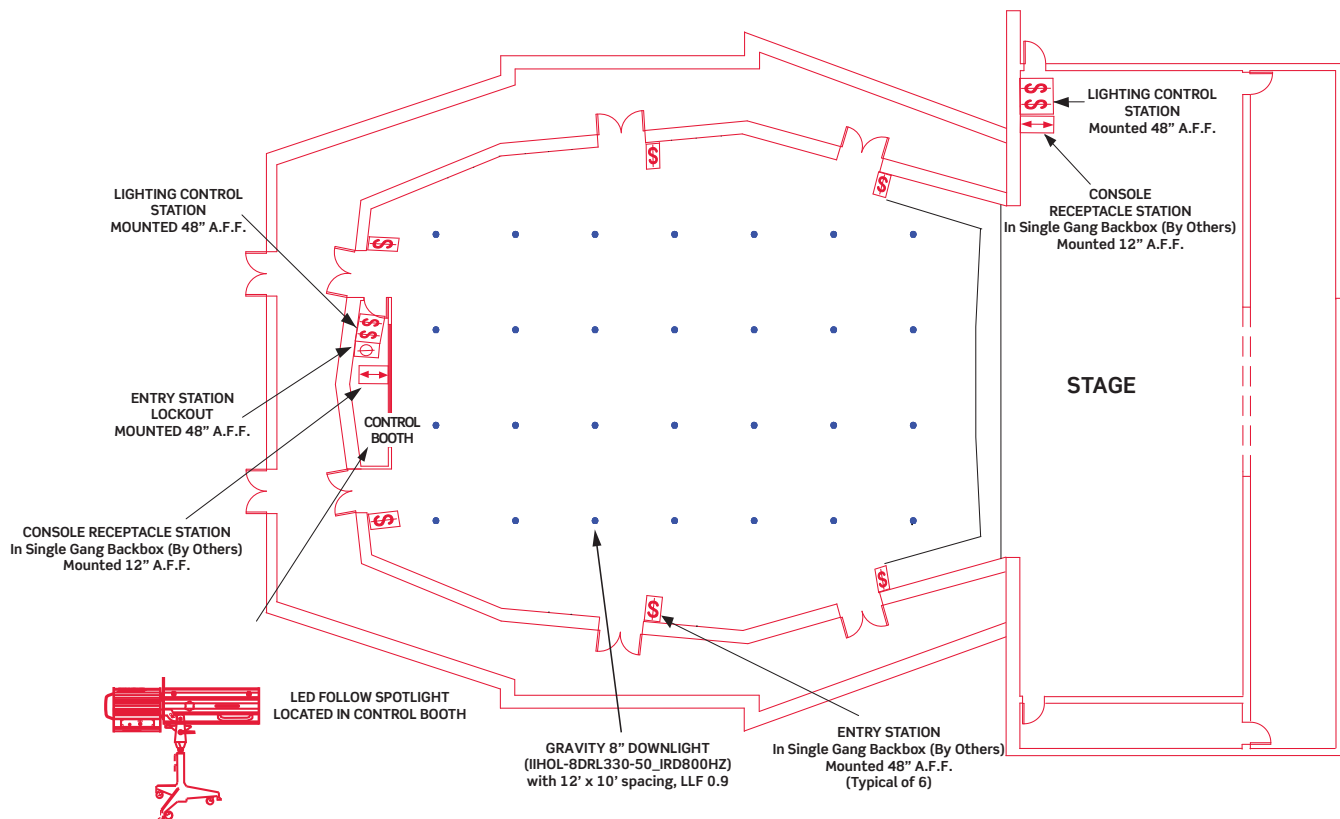 LIGHTING CONTROL
STATION
Mounted 48” A.F.F.
CONSOLE
RECEPTACLE STATION
In Single Gang Backbox (By Others)
Mounted 12” A.F.F.
LIGHTING CONTROL
STATION
MOUNTED 48” A.F.F.
$
$
$
$
$
$
$
$
$
$
STAGE
ENTRY STATION
LOCKOUT
MOUNTED 48” A.F.F.
CONTROL
BOOTH
CONSOLE RECEPTACLE STATION
In Single Gang Backbox (By Others)
Mounted 12” A.F.F.
LED FOLLOW SPOTLIGHT
LOCATED IN CONTROL BOOTH
GRAVITY 8” DOWNLIGHT
(IIHOL-8DRL330-50_IRD800HZ)
with 12’ x 10’ spacing, LLF 0.9
ENTRY STATION
In Single Gang Backbox (By Others)
Mounted 48” A.F.F.
(Typical of 6)